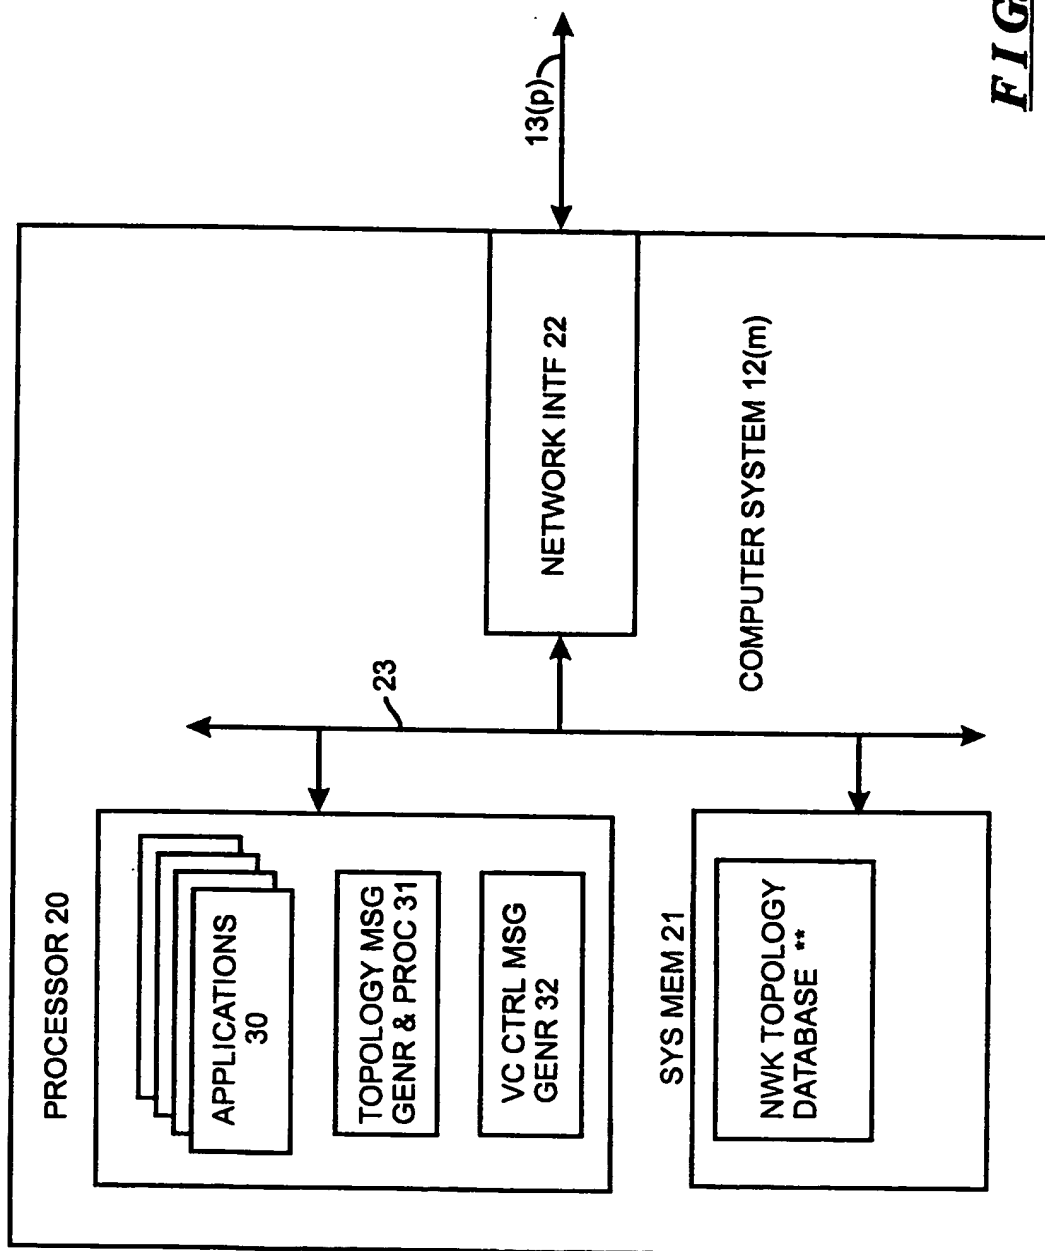 PROCESSOR 20
APPLICATIONS
30
TOPOLOGY MSG
GENR & PROC 31
VC CTRL MSG
GENR 32
SYS MEM 21
NWK TOPOLOGY
DATABASE **
23
NETWORK INTF 22
COMPUTER SYSTEM 12(m)
13(p)
FIG